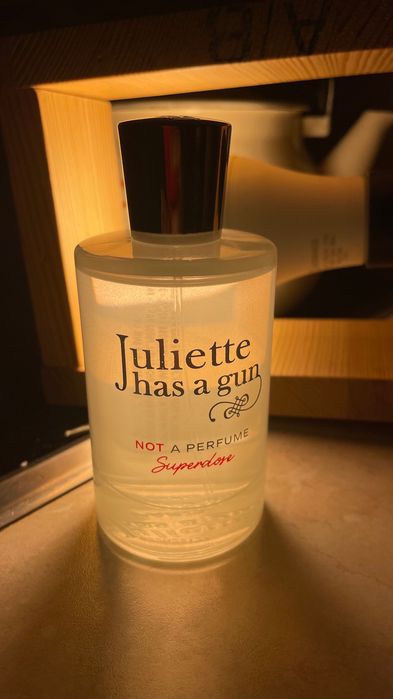 Juliette
has a gun
NOT A PERFUME
Superdose